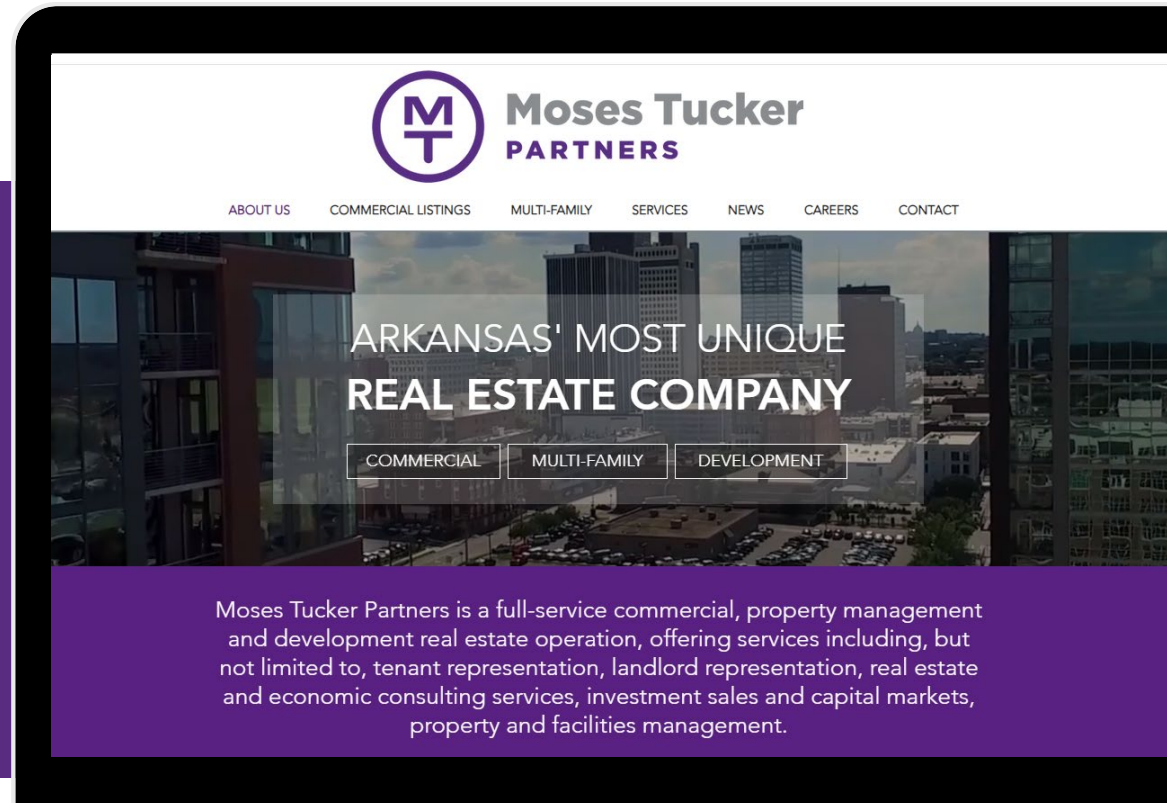 MT
Moses Tucker
PARTNERS
ABOUT US COMMERCIAL LISTINGS MULTI-FAMILY SERVICES NEWS CAREERS CONTACT
ARKANSAS' MOST UNIQUE
REAL ESTATE COMPANY
COMMERCIAL MULTI-FAMILY DEVELOPMENT
Moses Tucker Partners is a full-service commercial, property management
and development real estate operation, offering services including, but
not limited to, tenant representation, landlord representation, real estate
and economic consulting services, investment sales and capital markets,
property and facilities management.